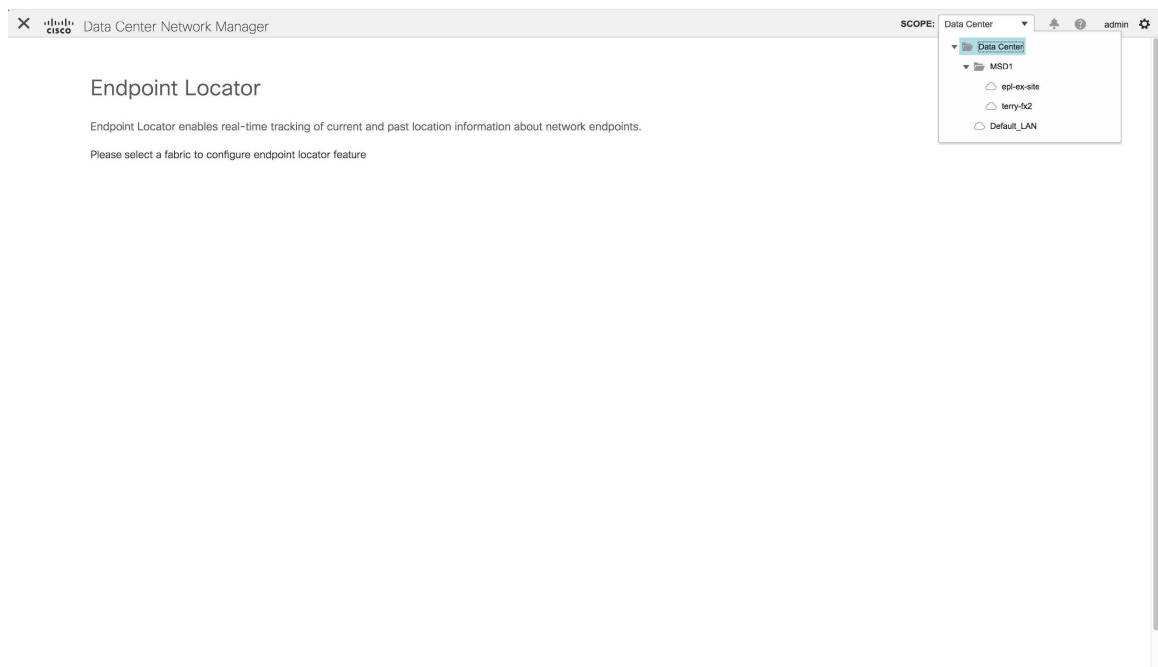 CISCO Data Center Network Manager
SCOPE: Data Center admin
Data Center
MSD1
epl-ex-site
terry-fx2
Default_LAN
Endpoint Locator
Endpoint Locator enables real-time tracking of current and past location information about network endpoints.
Please select a fabric to configure endpoint locator feature